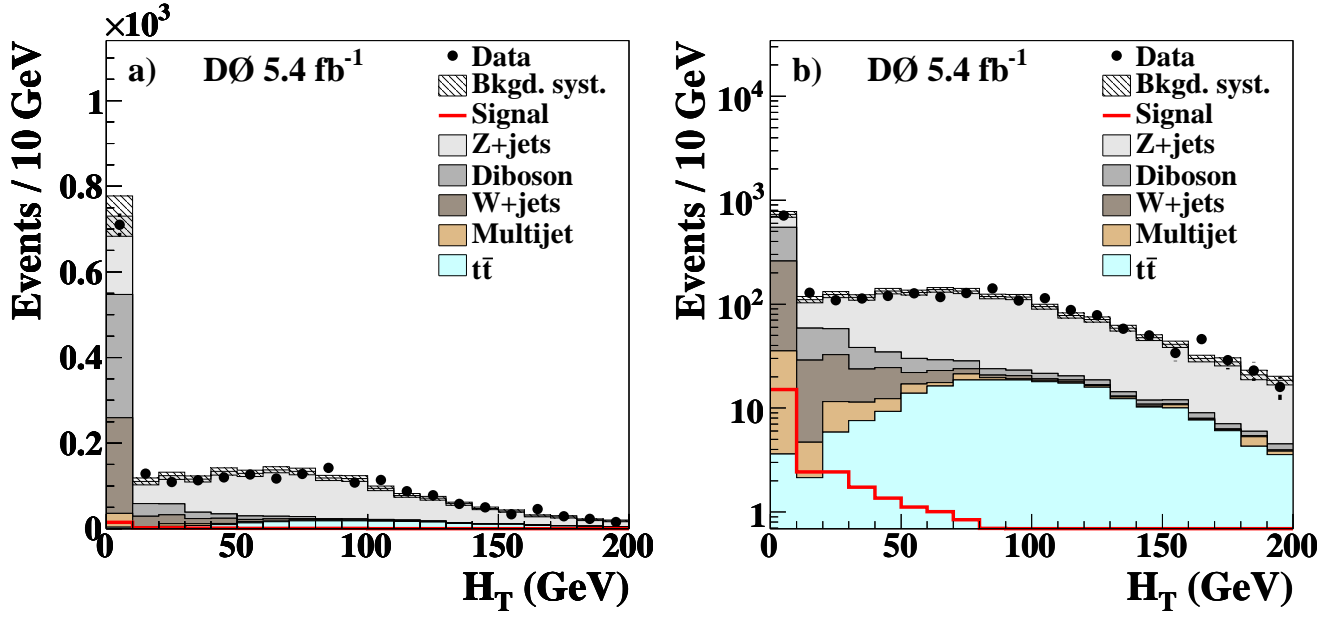 ×10³
a) DØ 5.4 fb⁻¹
Data
Bkgd. syst.
Signal
Z+jets
Diboson
W+jets
Multijet
tt̄
Events / 10 GeV
1
0.8
0.6
0.4
0.2
0
0 50 100 150 200
H_T (GeV)
b) DØ 5.4 fb⁻¹
Data
Bkgd. syst.
Signal
Z+jets
Diboson
W+jets
Multijet
tt̄
Events / 10 GeV
10⁴
10³
10²
10
1
0 50 100 150 200
H_T (GeV)